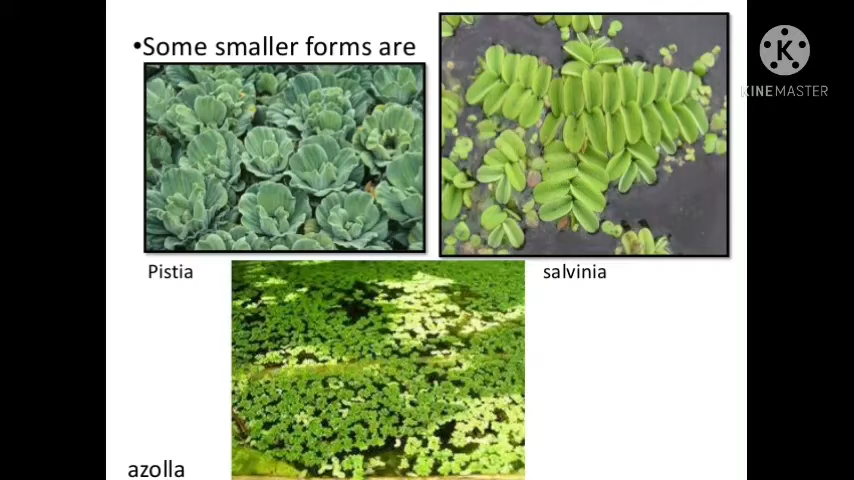 •Some smaller forms are
K
KINEMASTER
Pistia
salvinia
azolla